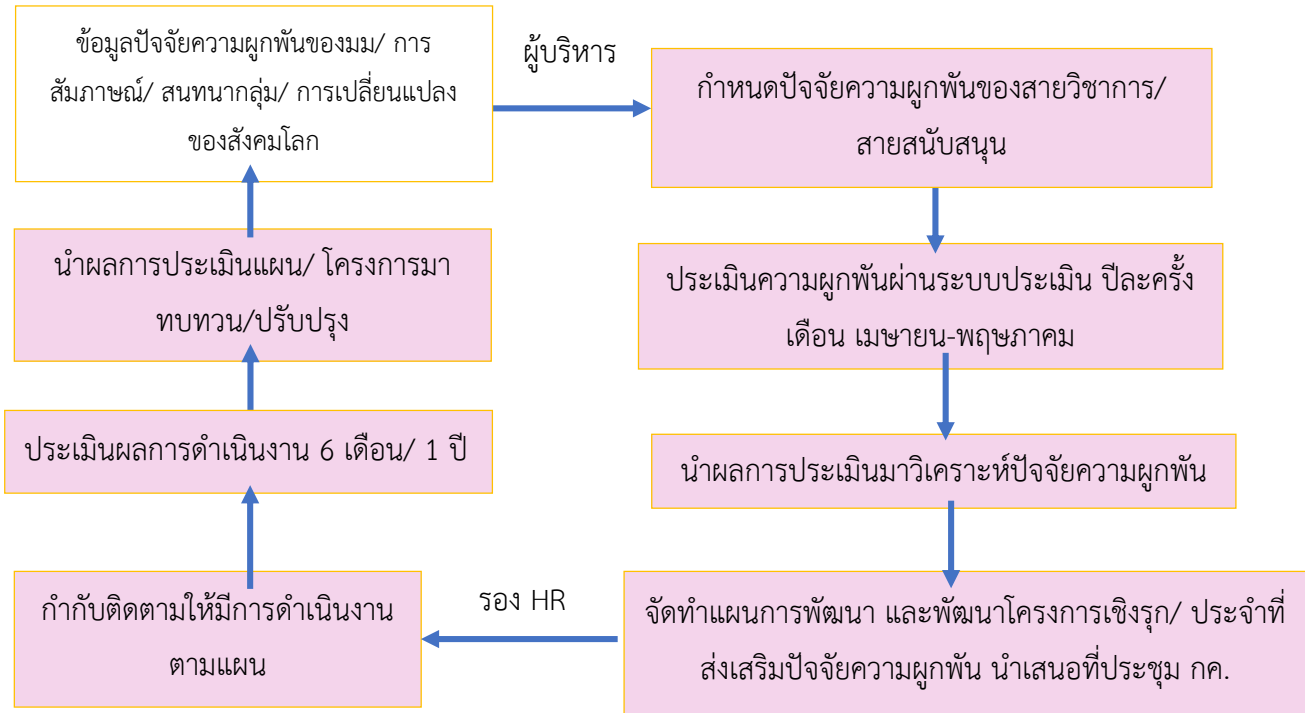 ข้อมูลปัจจัยความผูกพันของมม/ การ
สัมภาษณ์/ สนทนากลุ่ม/ การเปลี่ยนแปลง
ของสังคมโลก
ผู้บริหาร
กำหนดปัจจัยความผูกพันของสายวิชาการ/
สายสนับสนุน
ประเมินความผูกพันผ่านระบบประเมิน ปีละครั้ง
เดือน เมษายน-พฤษภาคม
นำผลการประเมินมาวิเคราะห์ปัจจัยความผูกพัน
จัดทำแผนการพัฒนา และพัฒนาโครงการเชิงรุก/ ประจำที่
ส่งเสริมปัจจัยความผูกพัน นำเสนอที่ประชุม กค.
รอง HR
กำกับติดตามให้มีการดำเนินงาน
ตามแผน
ประเมินผลการดำเนินงาน 6 เดือน/ 1 ปี
นำผลการประเมินแผน/ โครงการมา
ทบทวน/ปรับปรุง